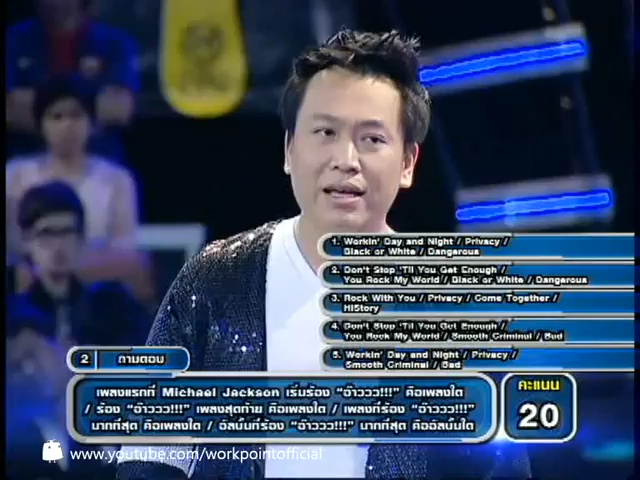 1. Workin' Day and Night / Privacy /
Black or White / Dangerous
2. Don't Stop 'Til You Get Enough /
You Rock My World / Black or White / Dangerous
3. Rock With You / Privacy / Come Together /
HIStory
4. Don't Stop 'Til You Get Enough /
You Rock My World / Smooth Criminal / Bad
5. Workin' Day and Night / Privacy /
Smooth Criminal / Bad
2 ถามตอบ
เพลงแรกที่ Michael Jackson เริ่มร้อง "อ้าววว!!!" คือเพลงใด
/ ร้อง "อ้าววว!!!" เพลงสุดท้าย คือเพลงใด / เพลงที่ร้อง "อ้าววว!!!"
มากที่สุด คือเพลงใด / อัลบั้มที่ร้อง "อ้าววว!!!" มากที่สุด คืออัลบั้มใด
คะแนน
20
www.youtube.com/workpointofficial